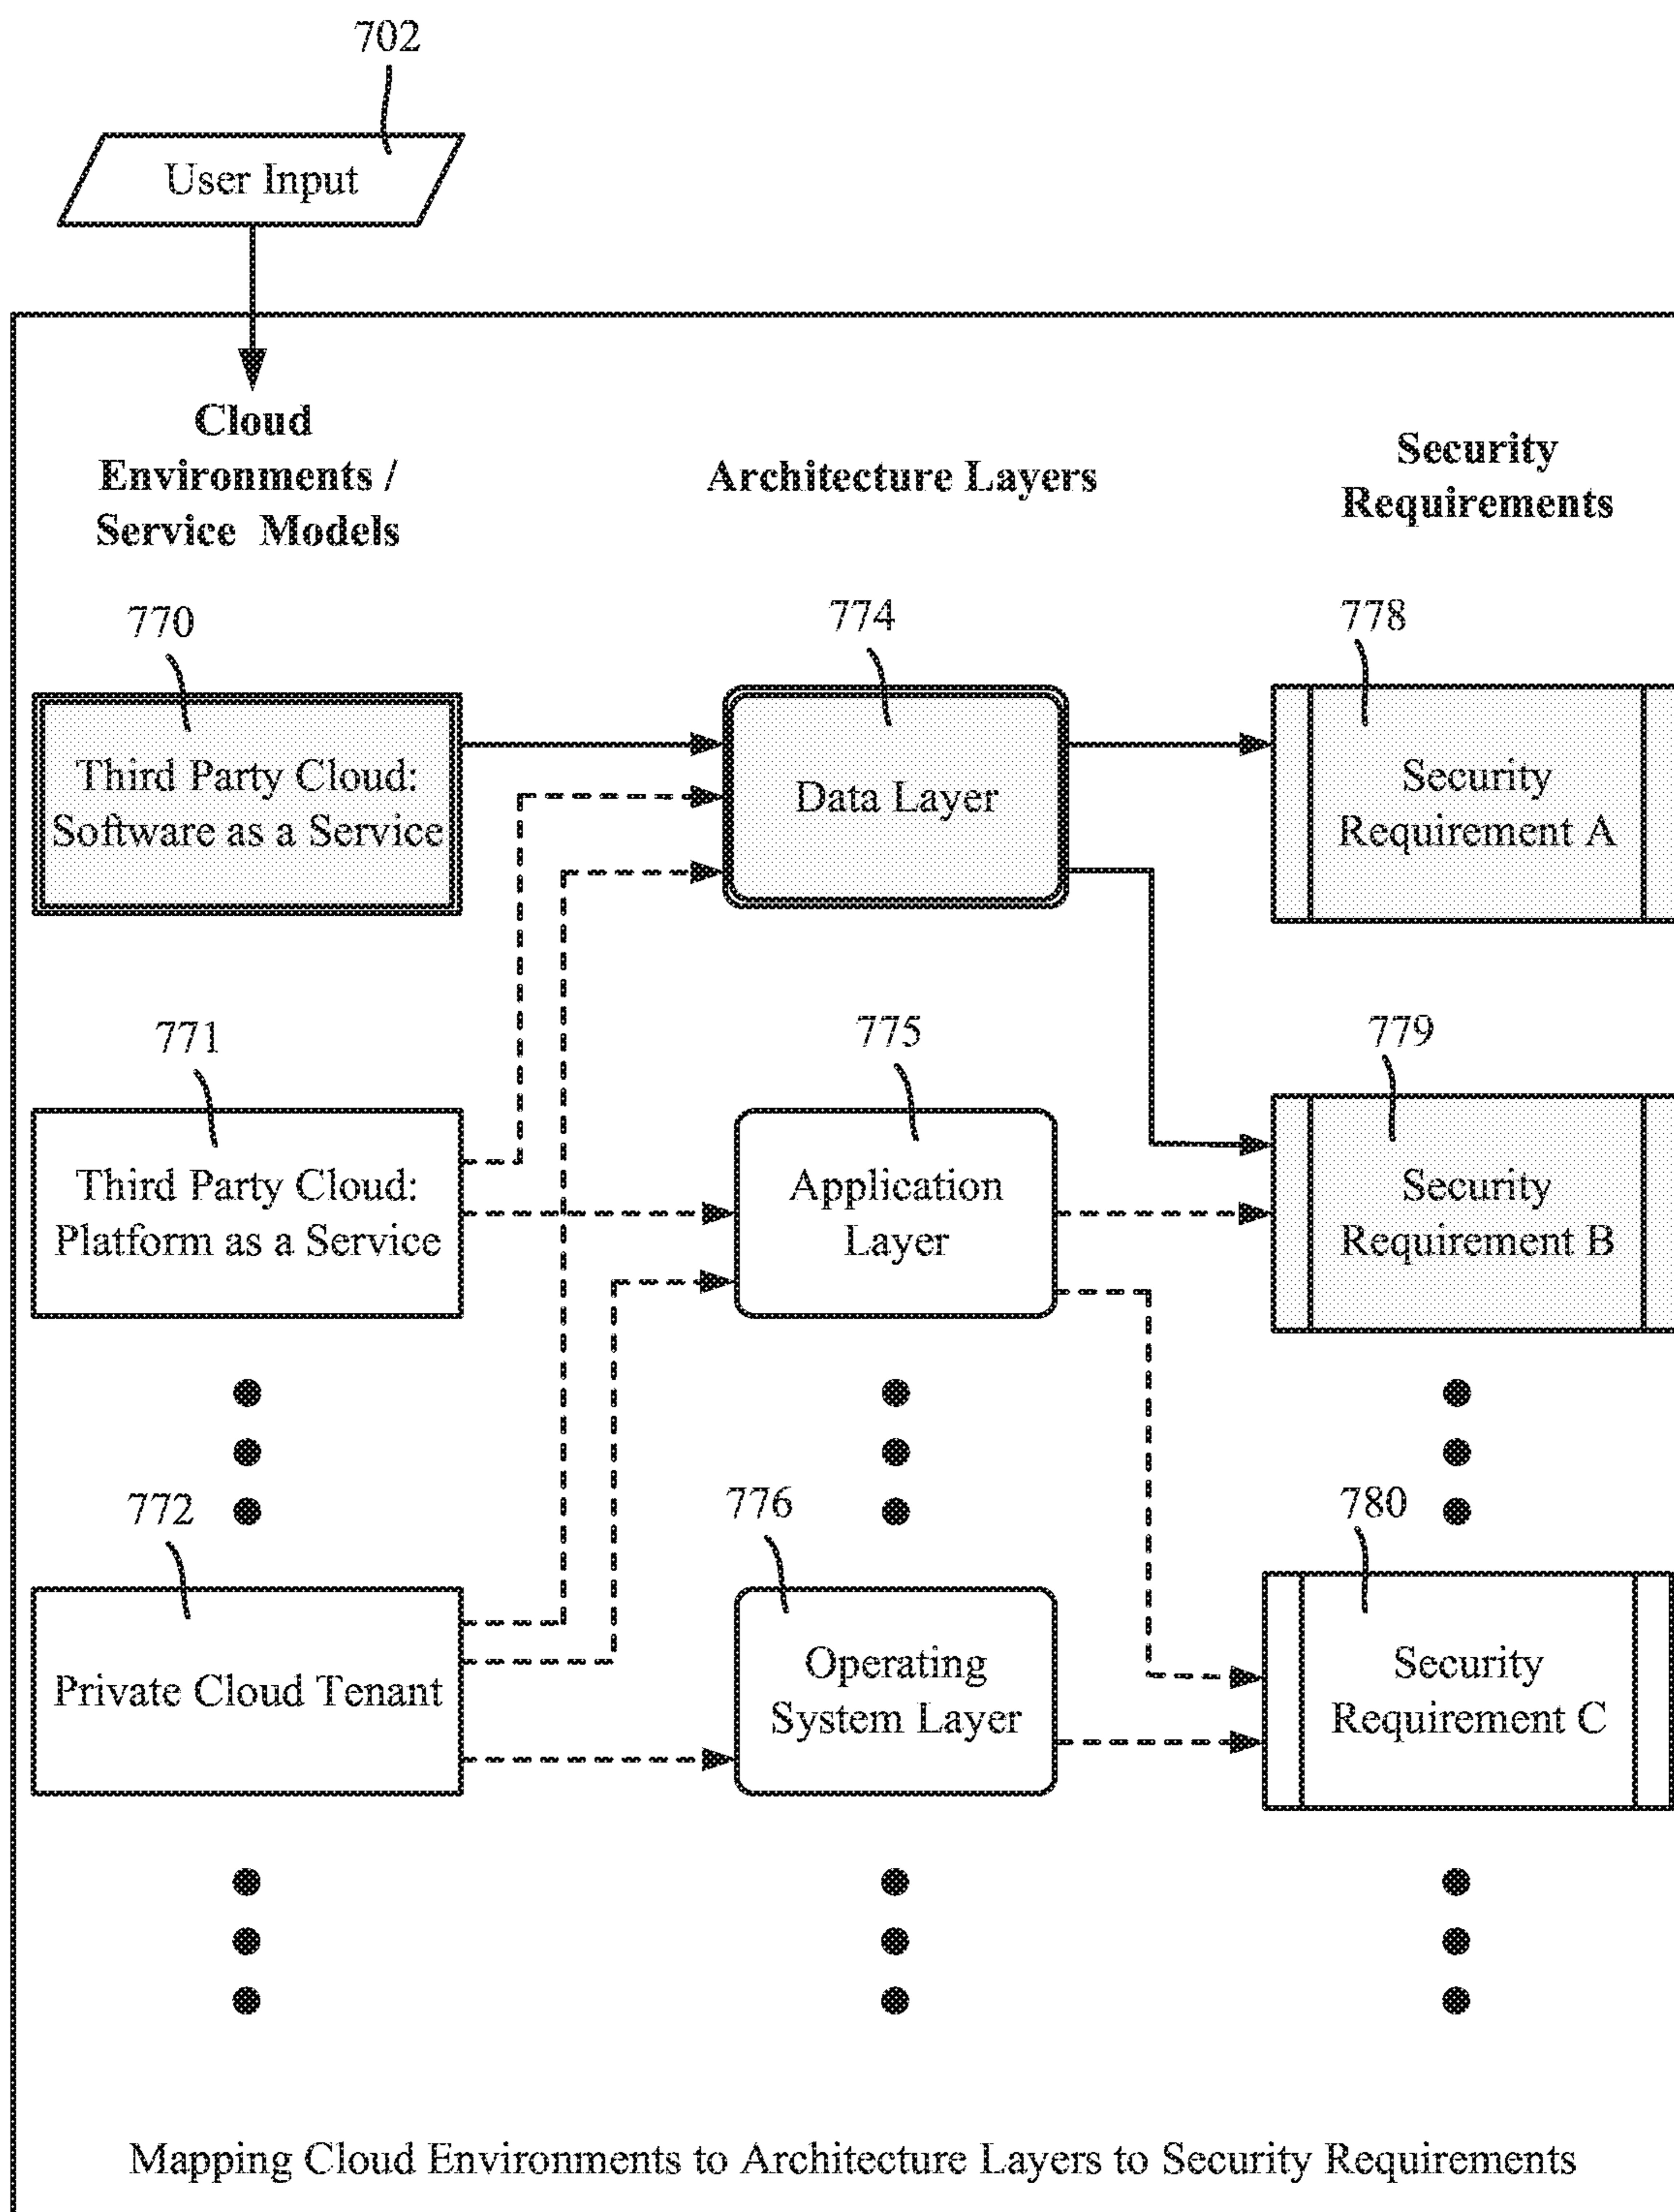 702
User Input
Cloud
Environments /
Service Models
Architecture Layers
Security
Requirements
770
774
778
Third Party Cloud:
Software as a Service
Data Layer
Security
Requirement A
771
775
779
Third Party Cloud:
Platform as a Service
Application
Layer
Security
Requirement B
772
776
780
Private Cloud Tenant
Operating
System Layer
Security
Requirement C
Mapping Cloud Environments to Architecture Layers to Security Requirements